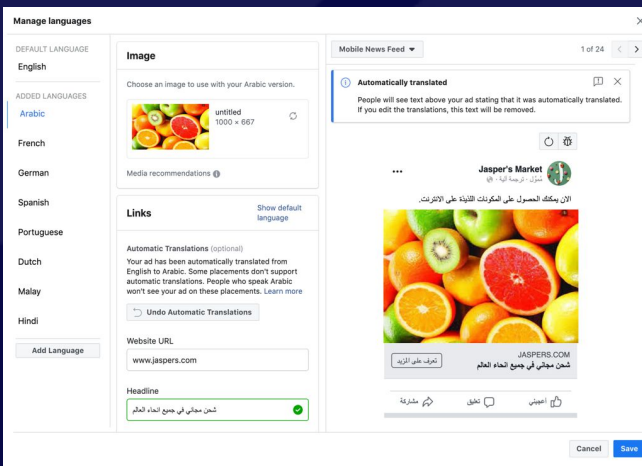 Manage languages
DEFAULT LANGUAGE
English
ADDED LANGUAGES
Arabic
French
German
Spanish
Portuguese
Dutch
Malay
Hindi
Add Language
Image
Choose an image to use with your Arabic version.
untitled
1000 × 667
Media recommendations
Links
Show default
language
Automatic Translations (optional)
Your ad has been automatically translated from
English to Arabic. Some placements don't support
automatic translations. People who speak Arabic
won't see your ad on these placements. Learn more
Undo Automatic Translations
Website URL
www.jaspers.com
Headline
شحن مجاني في جميع انحاء العالم
Mobile News Feed
1 of 24
Automatically translated
People will see text above your ad stating that it was automatically translated.
If you edit the translations, this text will be removed.
Jasper's Market
مُموَّل · ترجمة آلية
الان يمكنك الحصول على المكونات اللذيذة على الانترنت.
JASPERS.COM
شحن مجاني في جميع انحاء العالم
تعرف على المزيد
أعجبني
تعليق
مشاركة
Cancel
Save